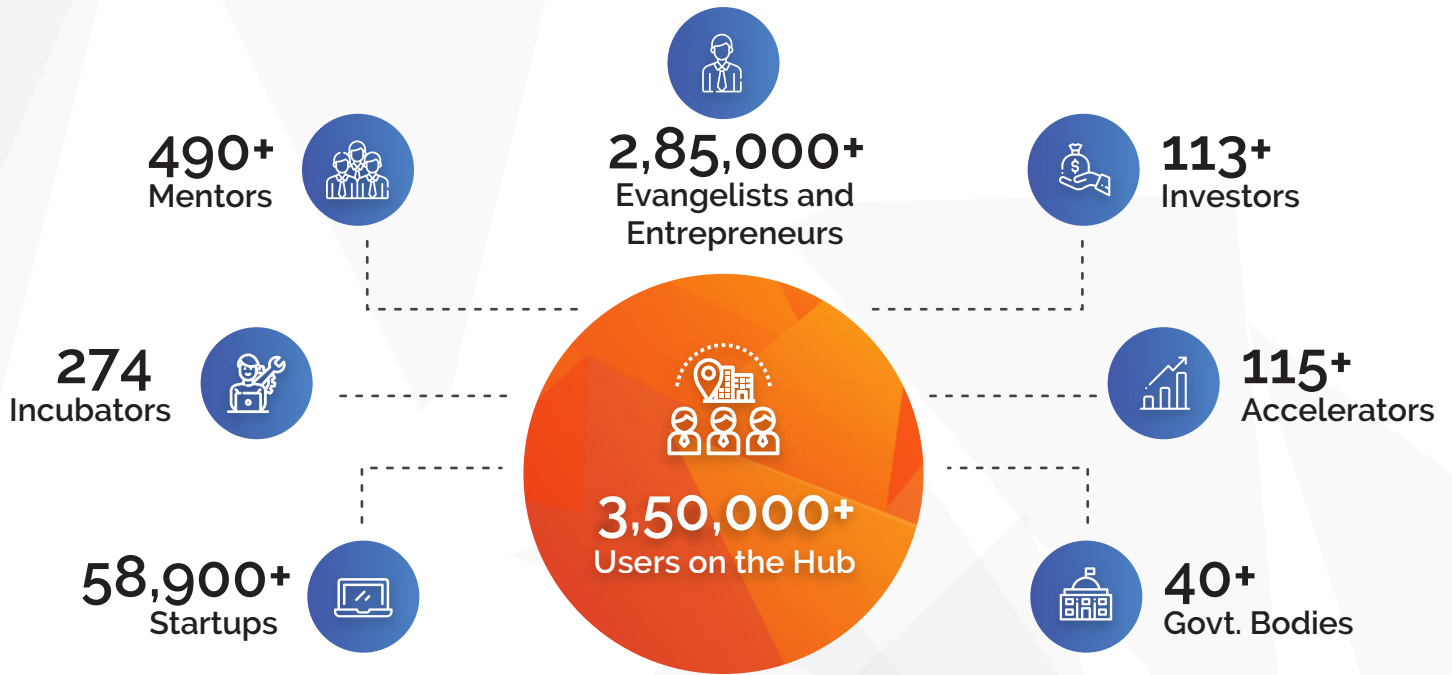 2,85,000+
Evangelists and
Entrepreneurs
490+
Mentors
113+
Investors
274
Incubators
115+
Accelerators
3,50,000+
Users on the Hub
58,900+
Startups
40+
Govt. Bodies